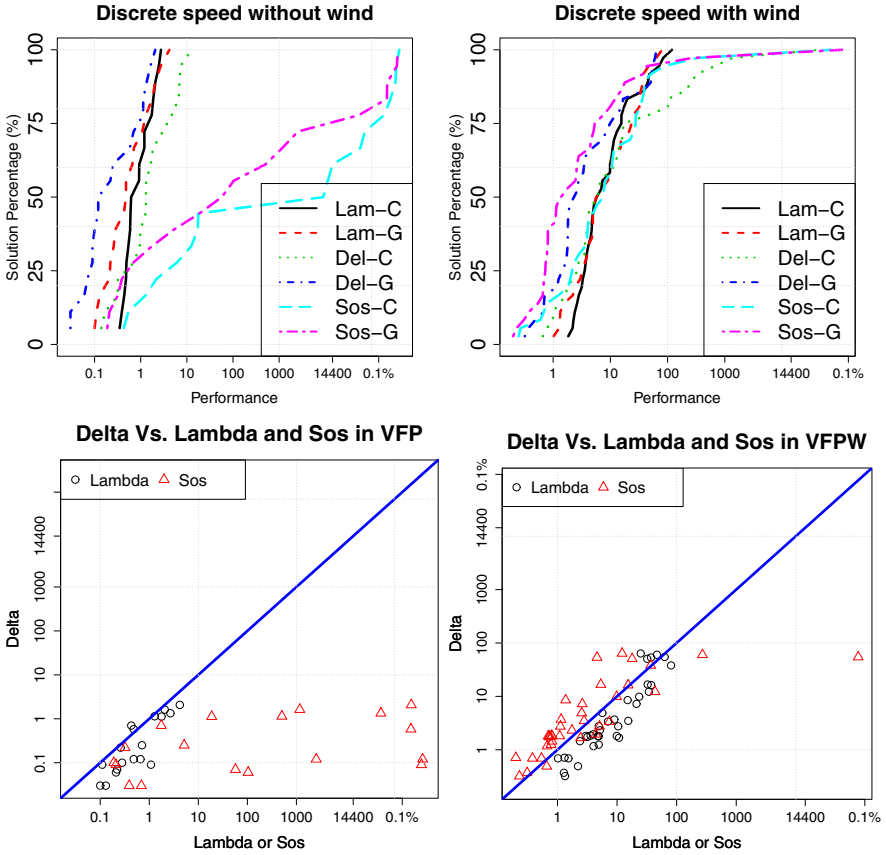 Discrete speed without wind
Solution Percentage (%)
100
75
50
25
0
Lam-C
Lam-G
Del-C
Del-G
Sos-C
Sos-G
0.1 1 10 100 1000 14400 0.1%
Performance
Discrete speed with wind
Solution Percentage (%)
100
75
50
25
0
Lam-C
Lam-G
Del-C
Del-G
Sos-C
Sos-G
1 10 100 1000 14400 0.1%
Performance
Delta Vs. Lambda and Sos in VFP
Lambda Sos
Delta
14400
1000
100
10
1
0.1
0.1 1 10 100 1000 14400 0.1%
Lambda or Sos
Delta Vs. Lambda and Sos in VFPW
Lambda Sos
Delta
0.1%
14400
1000
100
10
1
1 10 100 1000 14400 0.1%
Lambda or Sos